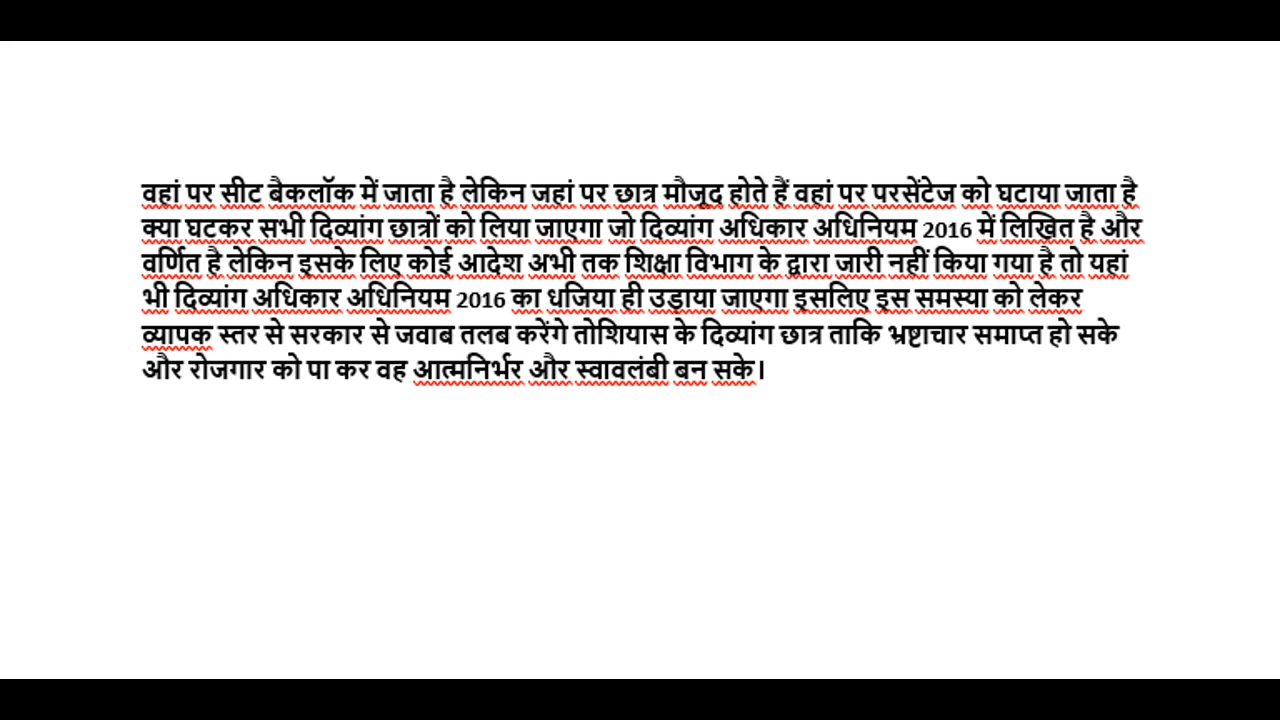 वहां पर सीट बैकलॉक में जाता है लेकिन जहां पर छात्र मौजूद होते हैं वहां पर परसेंटेज को घटाया जाता है
क्या घटकर सभी दिव्यांग छात्रों को लिया जाएगा जो दिव्यांग अधिकार अधिनियम 2016 में लिखित है और
वर्णित है लेकिन इसके लिए कोई आदेश अभी तक शिक्षा विभाग के द्वारा जारी नहीं किया गया है तो यहां
भी दिव्यांग अधिकार अधिनियम 2016 का धजिया ही उड़ाया जाएगा इसलिए इस समस्या को लेकर
व्यापक स्तर से सरकार से जवाब तलब करेंगे तोशियास के दिव्यांग छात्र ताकि भ्रष्टाचार समाप्त हो सके
और रोजगार को पा कर वह आत्मनिर्भर और स्वावलंबी बन सके।